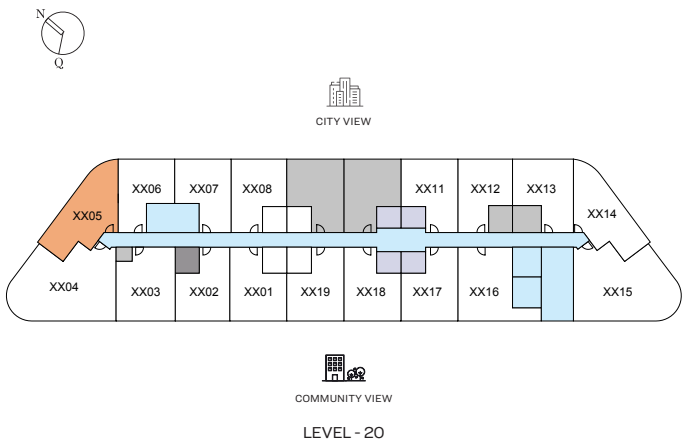 N
Q
CITY VIEW
XX06 XX07 XX08 XX11 XX12 XX13
XX05 XX14
XX04 XX03 XX02 XX01 XX19 XX18 XX17 XX16 XX15
COMMUNITY VIEW
LEVEL - 20